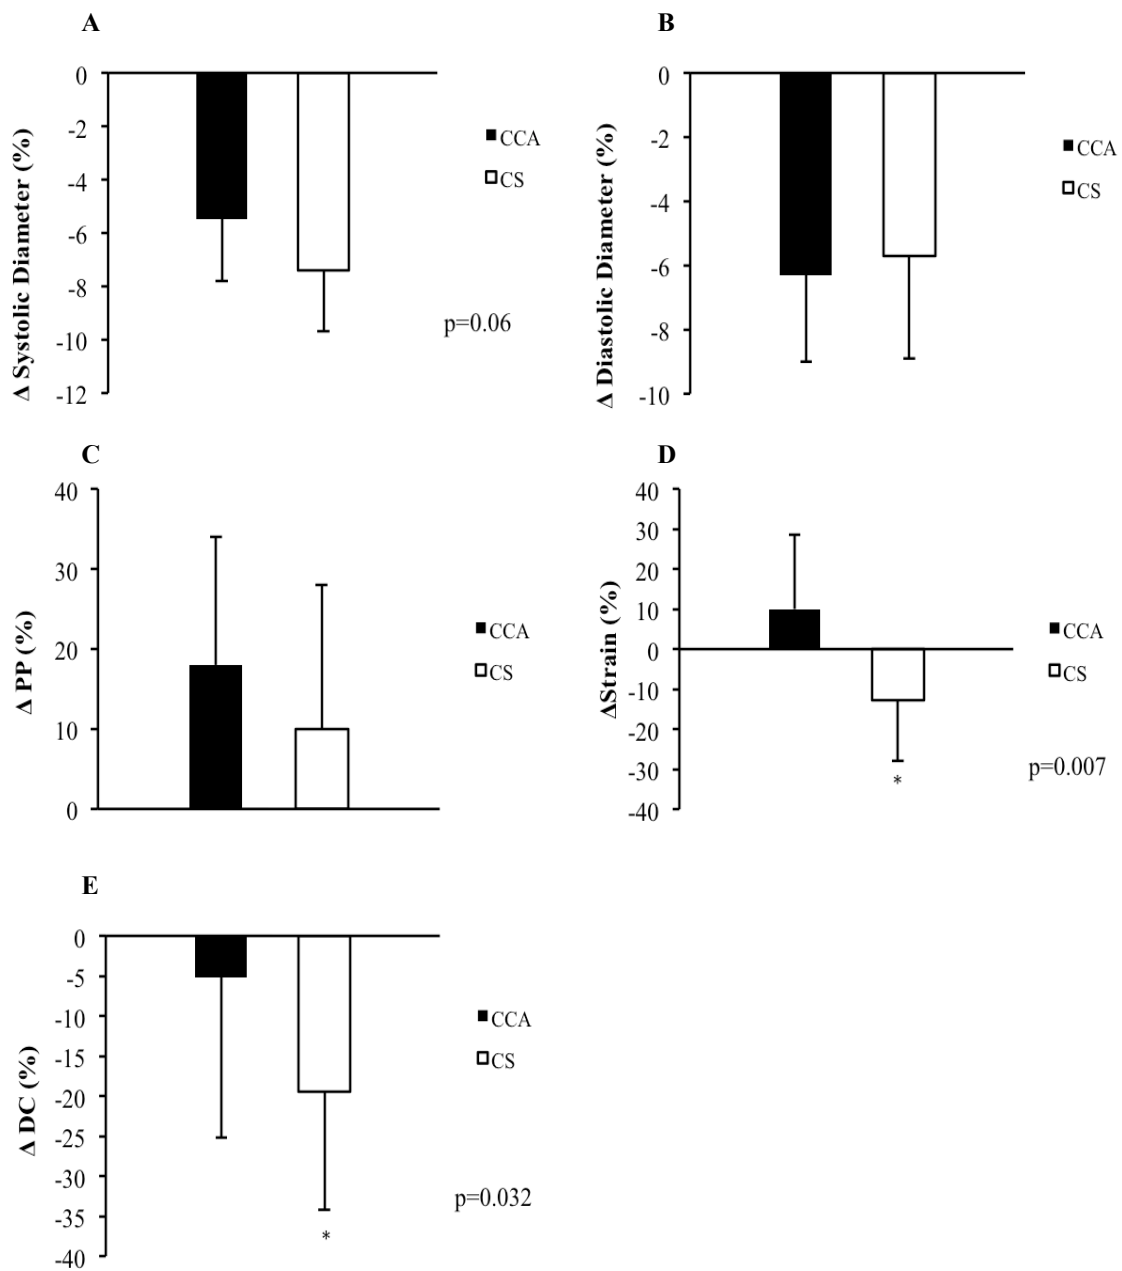 A
0
-2
-4
-6
-8
-10
-12
Δ Systolic Diameter (%)
CCA
CS
p=0.06
B
0
-2
-4
-6
-8
-10
Δ Diastolic Diameter (%)
CCA
CS
C
40
30
20
10
0
Δ PP (%)
CCA
CS
D
40
30
20
10
0
-10
-20
-30
-40
ΔStrain (%)
CCA
CS
*
p=0.007
E
0
-5
-10
-15
-20
-25
-30
-35
-40
Δ DC (%)
CCA
CS
*
p=0.032